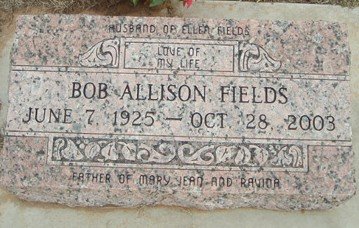 HUSBAND OF ELLEN FIELDS
LOVE OF
MY LIFE
BOB ALLISON FIELDS
JUNE 7, 1925 — OCT 28, 2003
FATHER OF MARY JEAN AND RAVINA